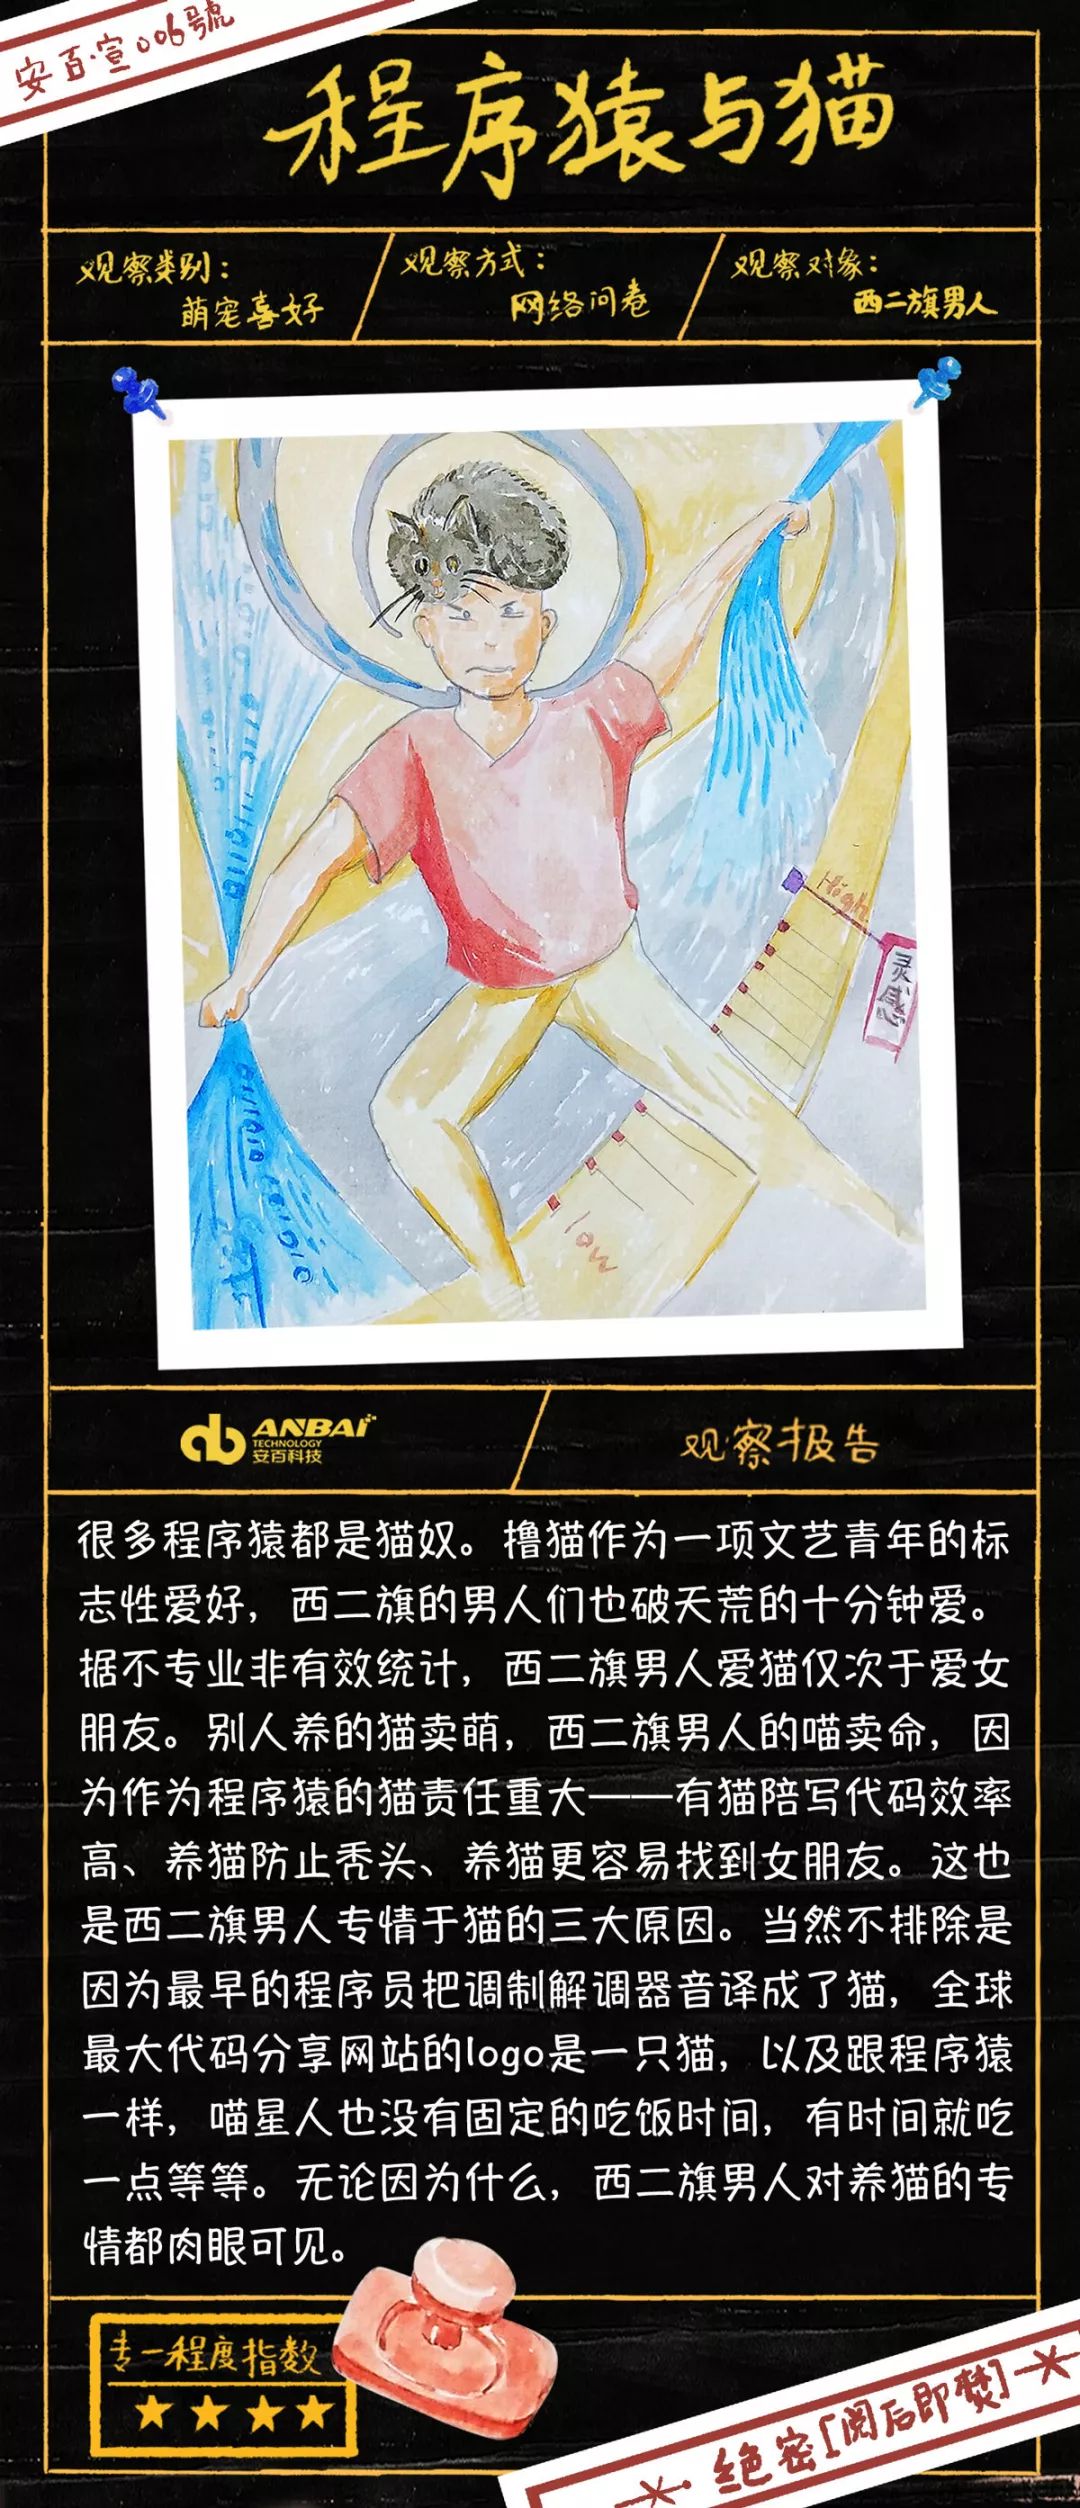 安百·宣006号
程序猿与猫
观察类别：
萌宠喜好
观察方式：
网络问卷
观察对象：
西二旗男人
High
灵感
low
ANBAI
TECHNOLOGY
安百科技
观察报告
很多程序猿都是猫奴。撸猫作为一项文艺青年的标
志性爱好，西二旗的男人们也破天荒的十分钟爱。
据不专业非有效统计，西二旗男人爱猫仅次于爱女
朋友。别人养的猫卖萌，西二旗男人的喵卖命，因
为作为程序猿的猫责任重大——有猫陪写代码效率
高、养猫防止秃头、养猫更容易找到女朋友。这也
是西二旗男人专情于猫的三大原因。当然不排除是
因为最早的程序员把调制解调器音译成了猫，全球
最大代码分享网站的logo是一只猫，以及跟程序猿
一样，喵星人也没有固定的吃饭时间，有时间就吃
一点等等。无论因为什么，西二旗男人对养猫的专
情都肉眼可见。
专一程度指数
绝密[阅后即焚]